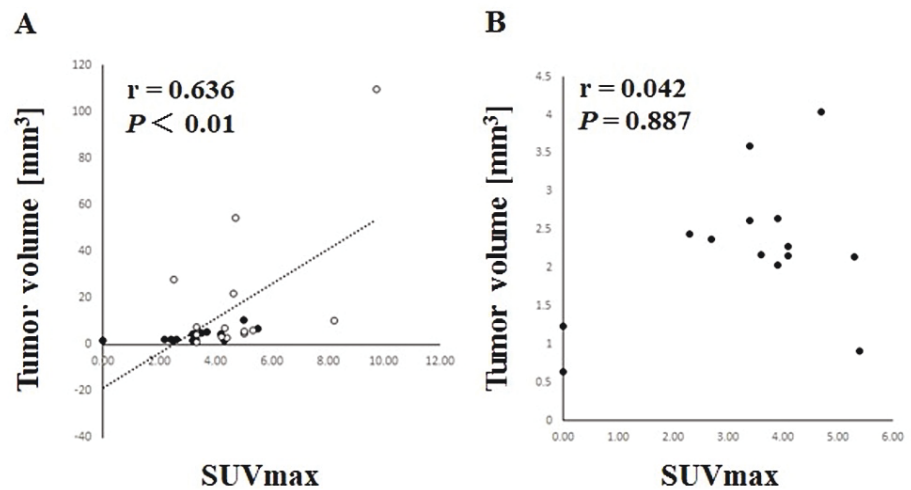 A
r = 0.636
P < 0.01
Tumor volume [mm³]
120
100
80
60
40
20
0
-20
-40
0.00 2.00 4.00 6.00 8.00 10.00 12.00
SUVmax
B
r = 0.042
P = 0.887
Tumor volume [mm³]
4.5
4
3.5
3
2.5
2
1.5
1
0.5
0
0.00 1.00 2.00 3.00 4.00 5.00 6.00
SUVmax